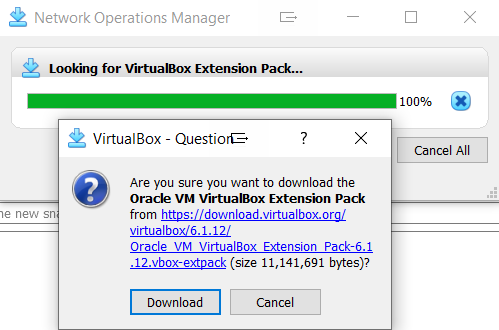 Network Operations Manager
Looking for VirtualBox Extension Pack...
100%
Cancel All
VirtualBox - Question
?
Are you sure you want to download the
Oracle VM VirtualBox Extension Pack
from https://download.virtualbox.org/
virtualbox/6.1.12/
Oracle_VM_VirtualBox_Extension_Pack-6.1
.12.vbox-extpack (size 11,141,691 bytes)?
Download
Cancel
he new sna